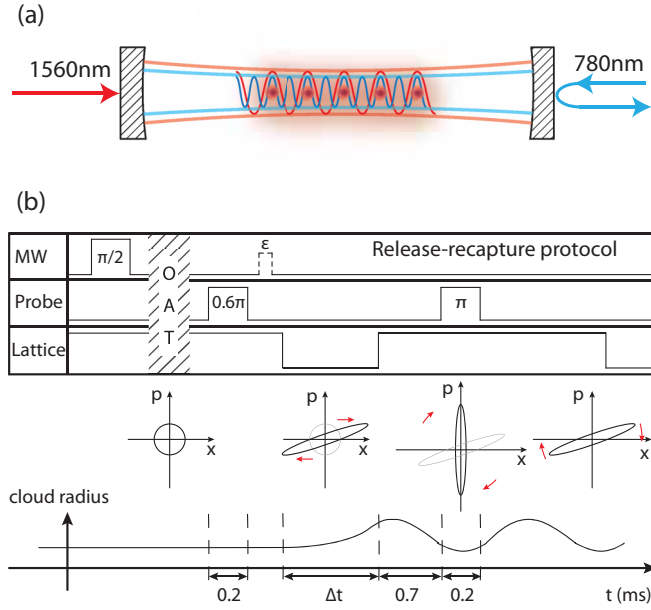 (a)
1560nm
780nm
(b)
MW
π/2
ε
Release-recapture protocol
Probe
0.6π
π
Lattice
O
A
T
p
x
p
x
p
x
p
x
cloud radius
0.2
Δt
0.7
0.2
t (ms)